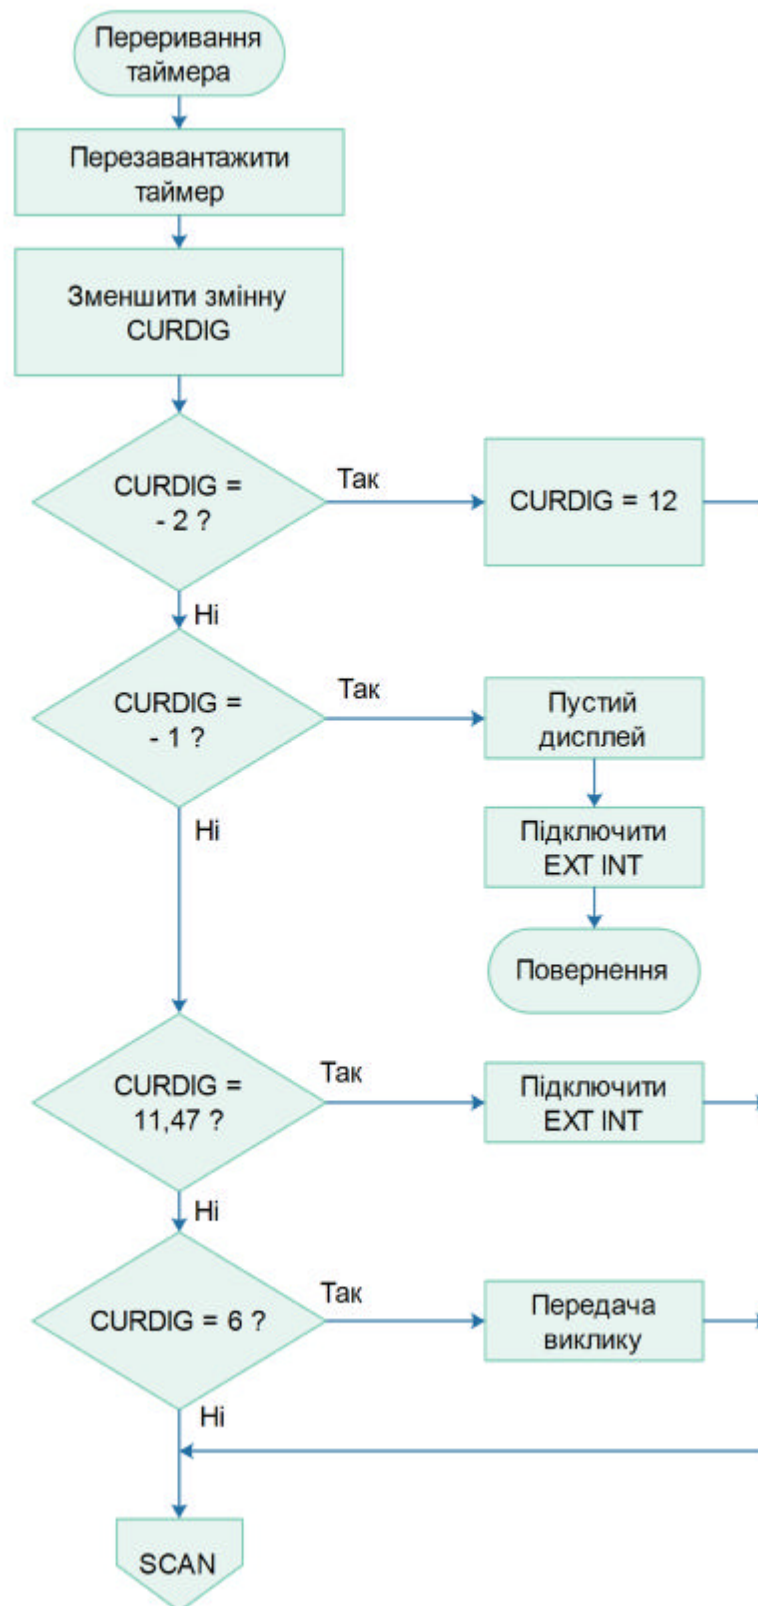 Переривання
таймера
Перезавантажити
таймер
Зменшити змінну
CURDIG
CURDIG =
- 2 ?
Так
CURDIG = 12
Ні
CURDIG =
- 1 ?
Так
Пустий
дисплей
Ні
Підключити
EXT INT
Повернення
CURDIG =
11,47 ?
Так
Підключити
EXT INT
Ні
CURDIG = 6 ?
Так
Передача
виклику
Ні
SCAN